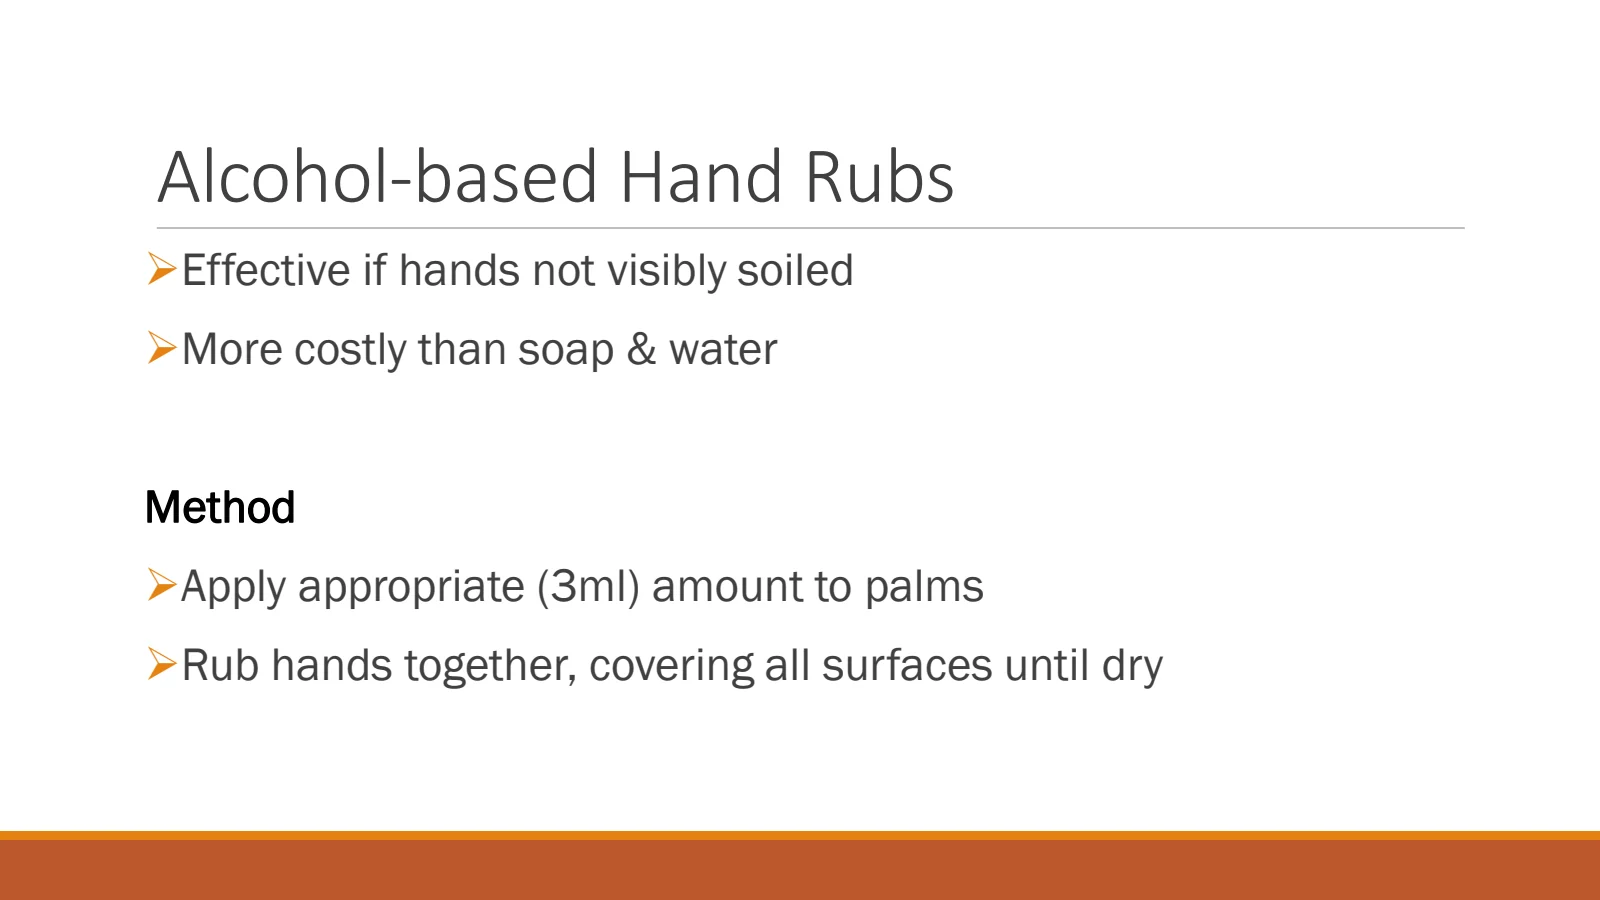 Alcohol-based Hand Rubs
➢Effective if hands not visibly soiled
➢More costly than soap & water
Method
➢Apply appropriate (3ml) amount to palms
➢Rub hands together, covering all surfaces until dry